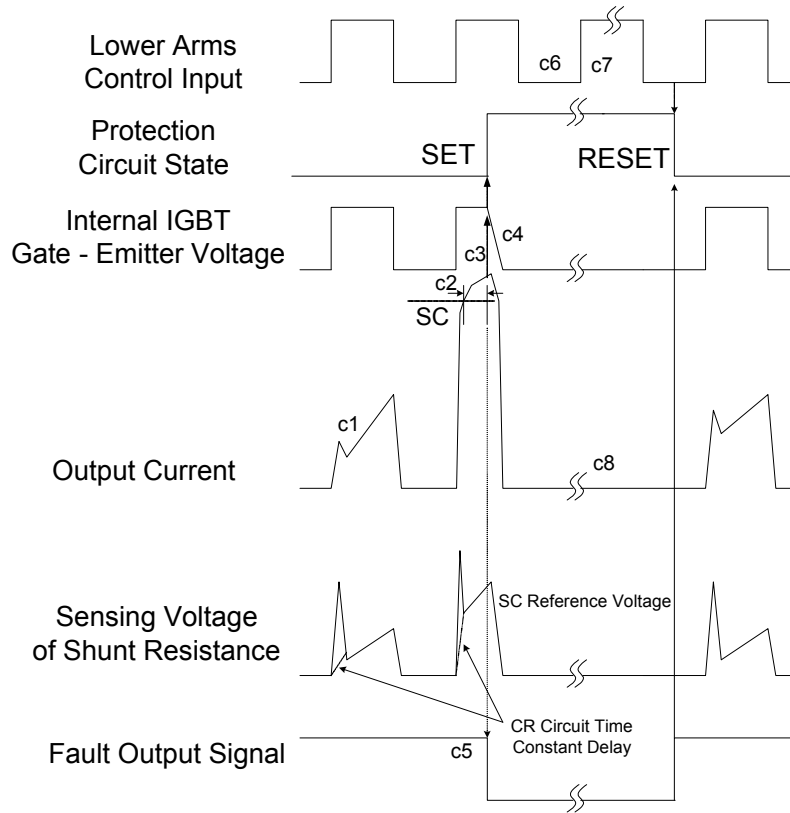 Lower Arms
Control Input
c6
c7
Protection
Circuit State
SET
RESET
Internal IGBT
Gate - Emitter Voltage
c4
c3
c2
SC
c1
Output Current
c8
SC Reference Voltage
Sensing Voltage
of Shunt Resistance
CR Circuit Time
Constant Delay
Fault Output Signal
c5